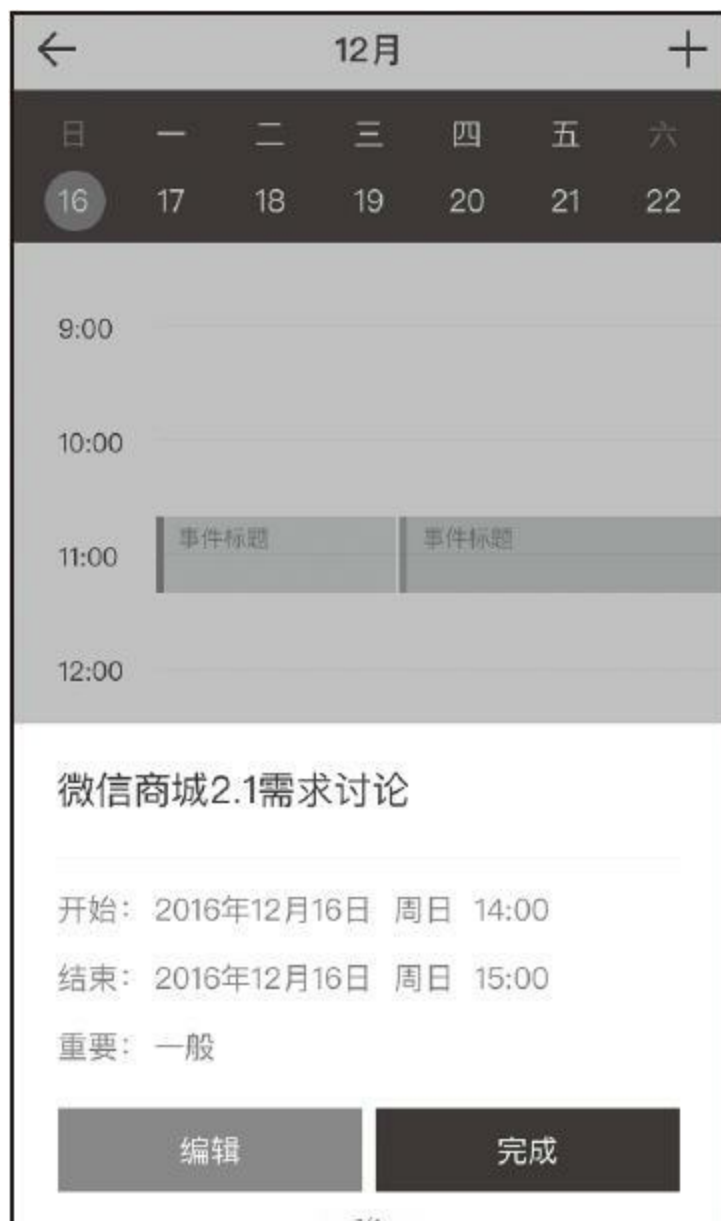 12月
日 一 二 三 四 五 六
16 17 18 19 20 21 22
9:00
10:00
事件标题 事件标题
11:00
12:00
微信商城2.1需求讨论
开始： 2016年12月16日 周日 14:00
结束： 2016年12月16日 周日 15:00
重要： 一般
编辑 完成